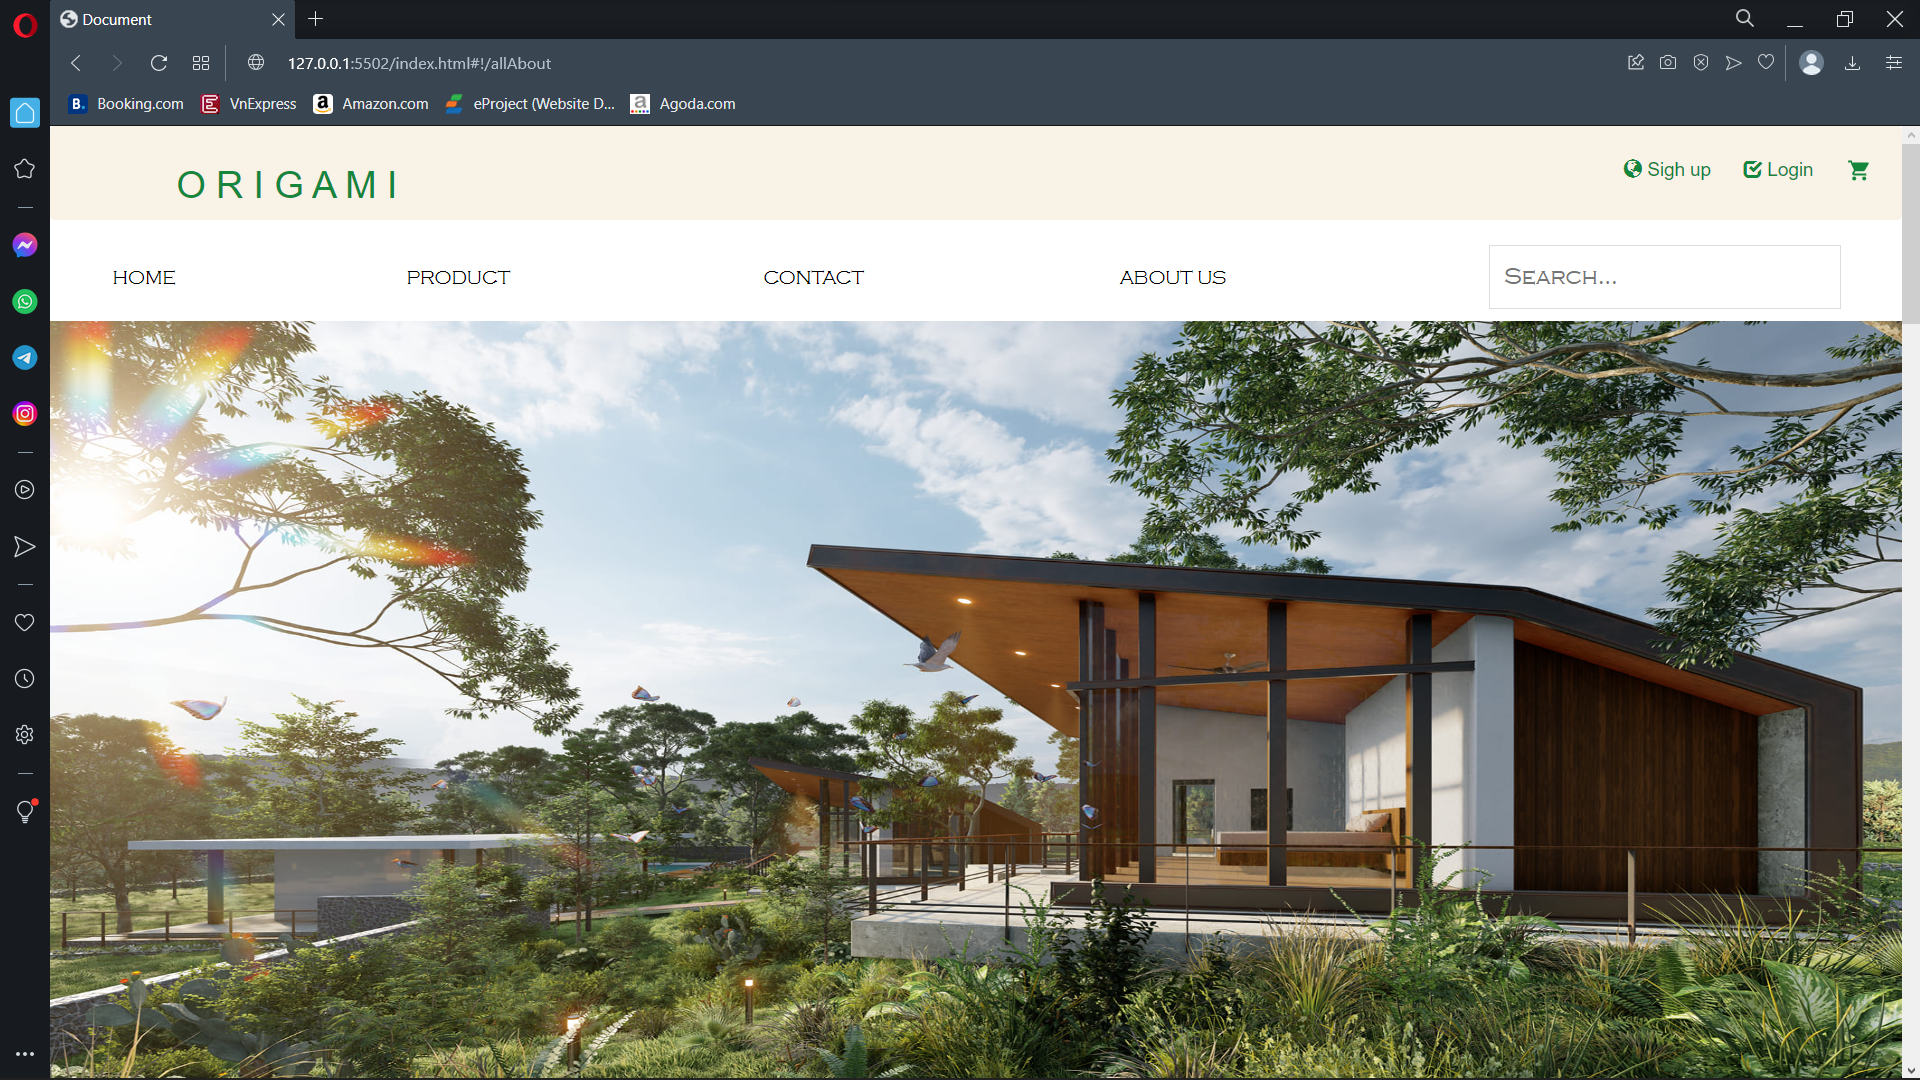 Document
127.0.0.1:5502/index.html#!/allAbout
B. Booking.com E VnExpress a Amazon.com eProject (Website D... a Agoda.com
ORIGAMI
Sigh up Login
HOME PRODUCT CONTACT ABOUT US Search...